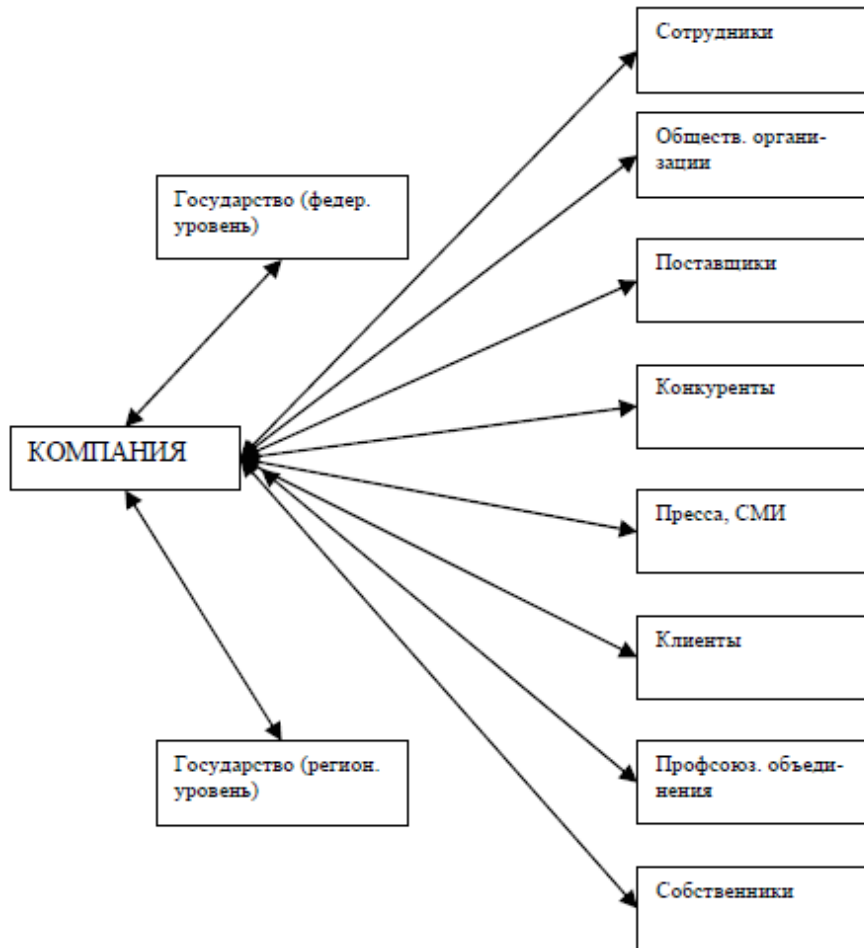 Сотрудники
Обществ. органи-
зации
Государство (федер.
уровень)
Поставщики
Конкуренты
КОМПАНИЯ
Пресса, СМИ
Клиенты
Государство (регион.
уровень)
Профсоюз. объеди-
нения
Собственники